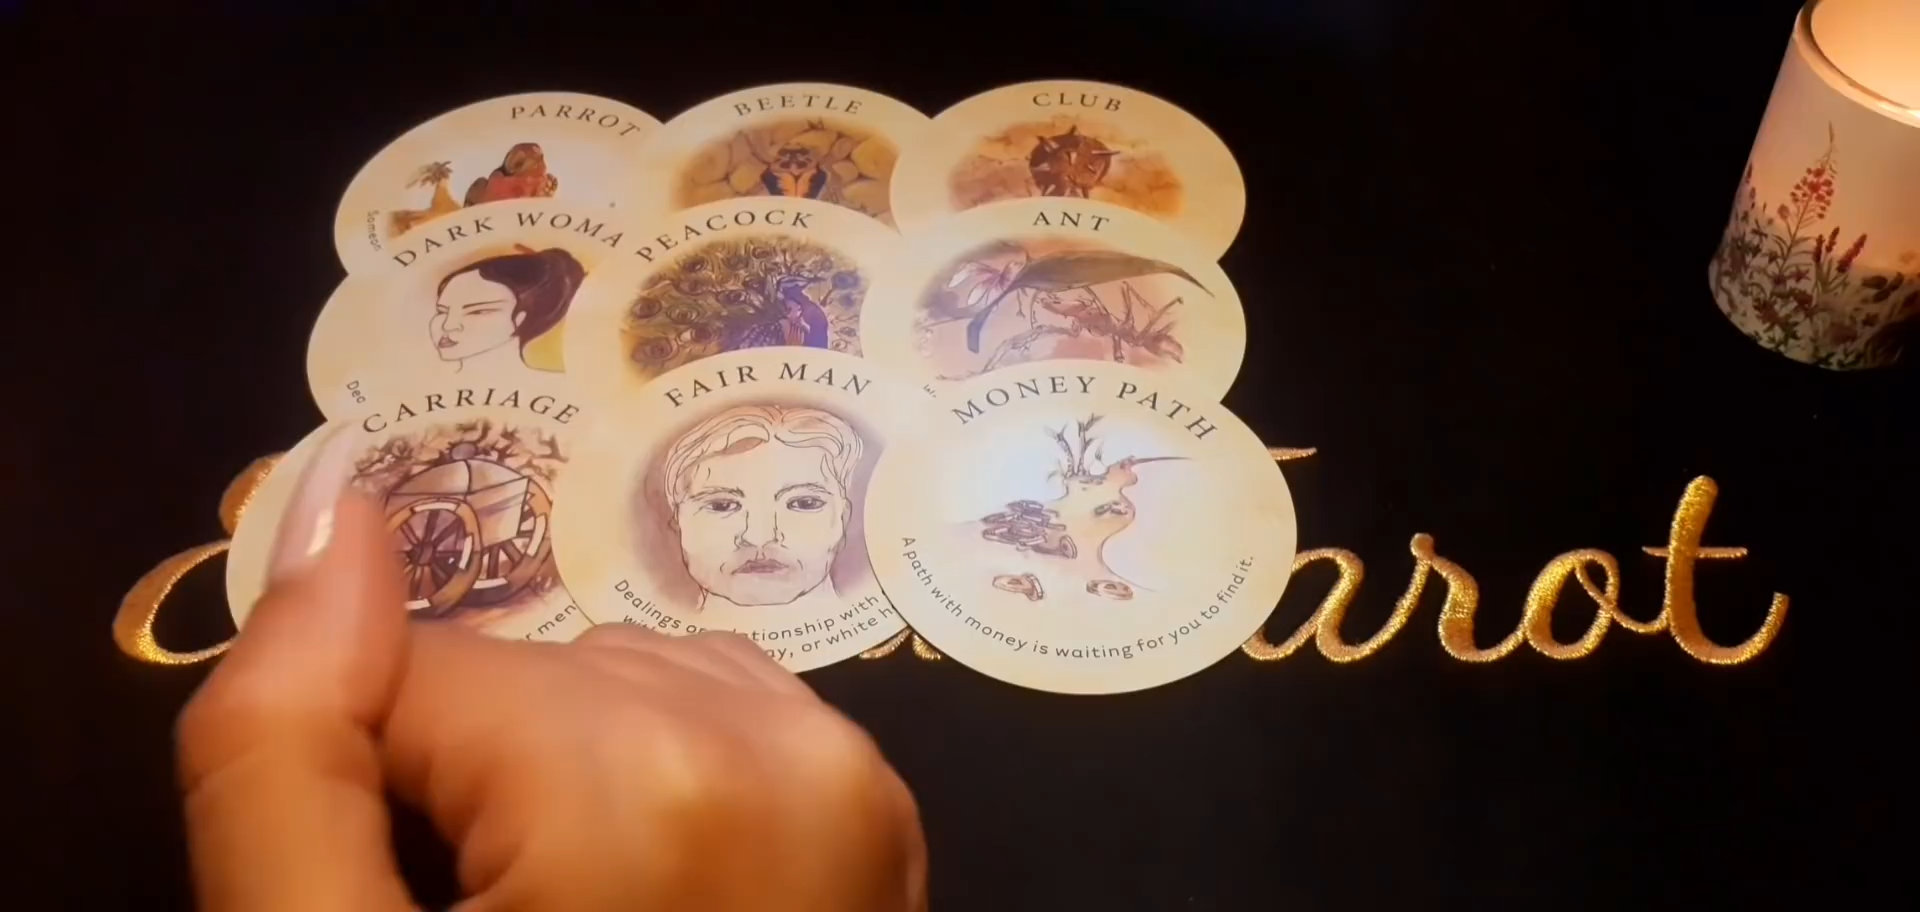 PARROT
BEETLE
CLUB
DARK WOMA
PEACOCK
ANT
CARRIAGE
FAIR MAN
MONEY PATH
Dealings relationship with
or white
A path with money is waiting for you to find it.
arot